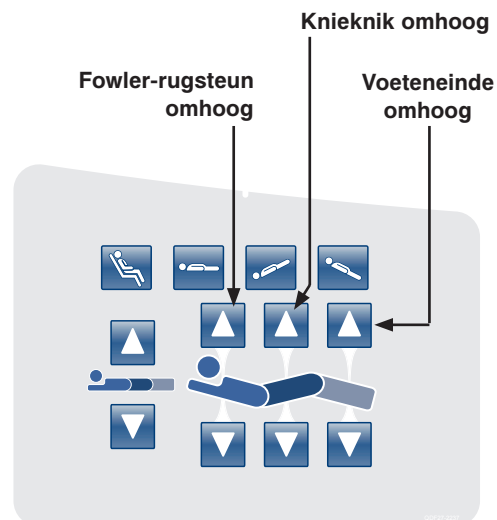 Knieknik omhoog
Fowler-rugsteun
omhoog
Voeteneinde
omhoog